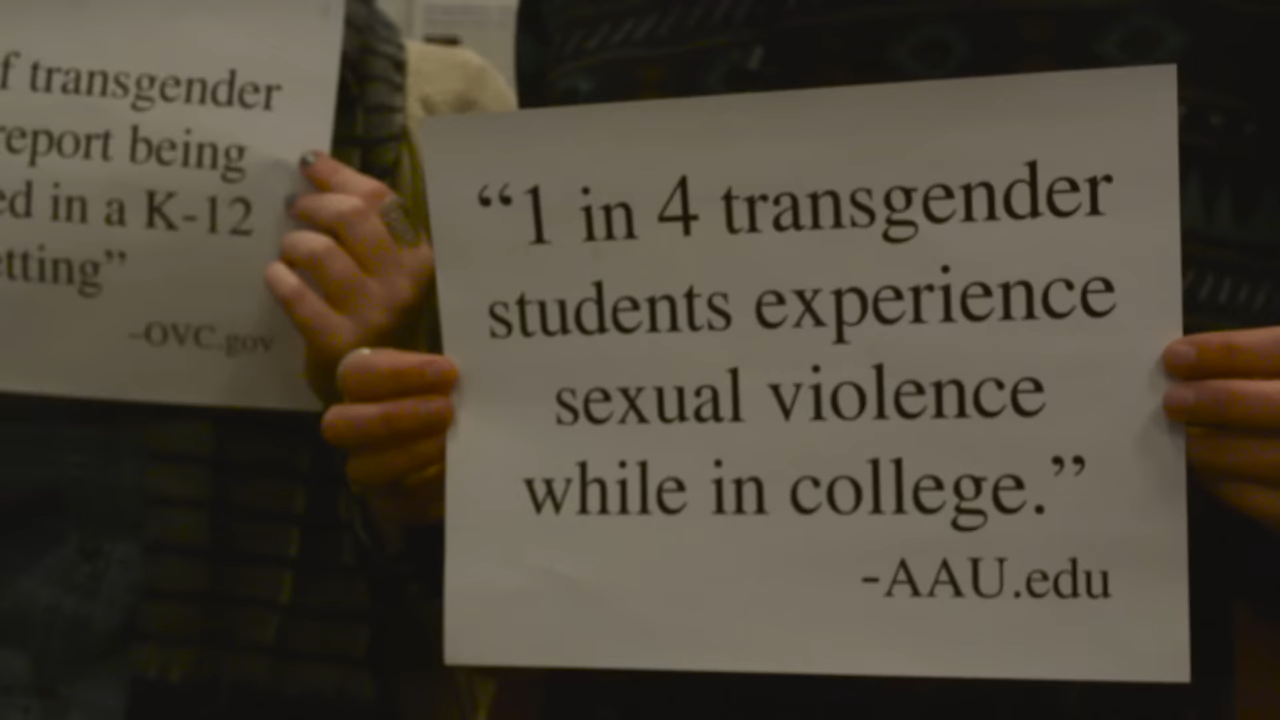 f transgender
report being
ed in a K-12
etting”
–OVC.gov
“1 in 4 transgender
students experience
sexual violence
while in college.”
-AAU.edu